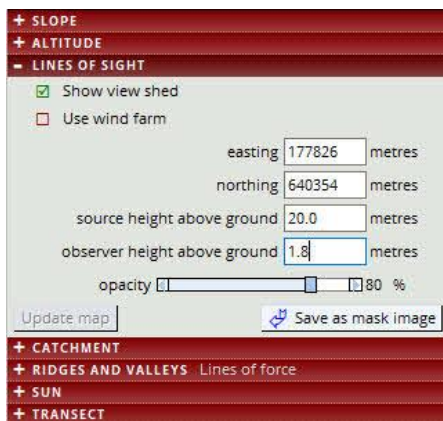 + SLOPE
+ ALTITUDE
- LINES OF SIGHT
Show view shed
Use wind farm
easting 177826 metres
northing 640354 metres
source height above ground 20.0 metres
observer height above ground 1.8 metres
opacity 80 %
Update map Save as mask image
+ CATCHMENT
+ RIDGES AND VALLEYS Lines of force
+ SUN
+ TRANSECT